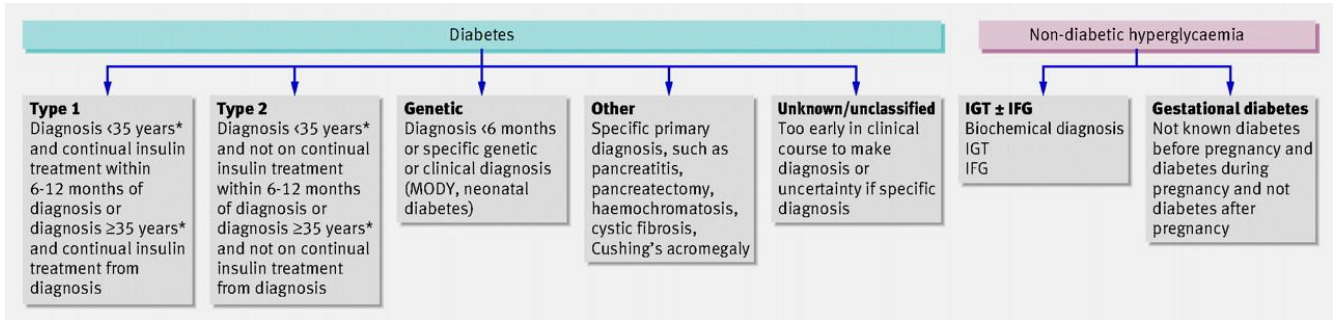 Diabetes
Non-diabetic hyperglycaemia
Type 1
Diagnosis <35 years*
and continual insulin
treatment within
6-12 months of
diagnosis or
diagnosis ≥35 years*
and continual insulin
treatment from
diagnosis
Type 2
Diagnosis <35 years*
and not on continual
insulin treatment
within 6-12 months
of diagnosis or
diagnosis ≥35 years*
and not on continual
insulin treatment
from diagnosis
Genetic
Diagnosis <6 months
or specific genetic
or clinical diagnosis
(MODY, neonatal
diabetes)
Other
Specific primary
diagnosis, such as
pancreatitis,
pancreatectomy,
haemochromatosis,
cystic fibrosis,
Cushing's acromegaly
Unknown/unclassified
Too early in clinical
course to make
diagnosis or
uncertainty if specific
diagnosis
IGT ± IFG
Biochemical diagnosis
IGT
IFG
Gestational diabetes
Not known diabetes
before pregnancy and
diabetes during
pregnancy and not
diabetes after
pregnancy